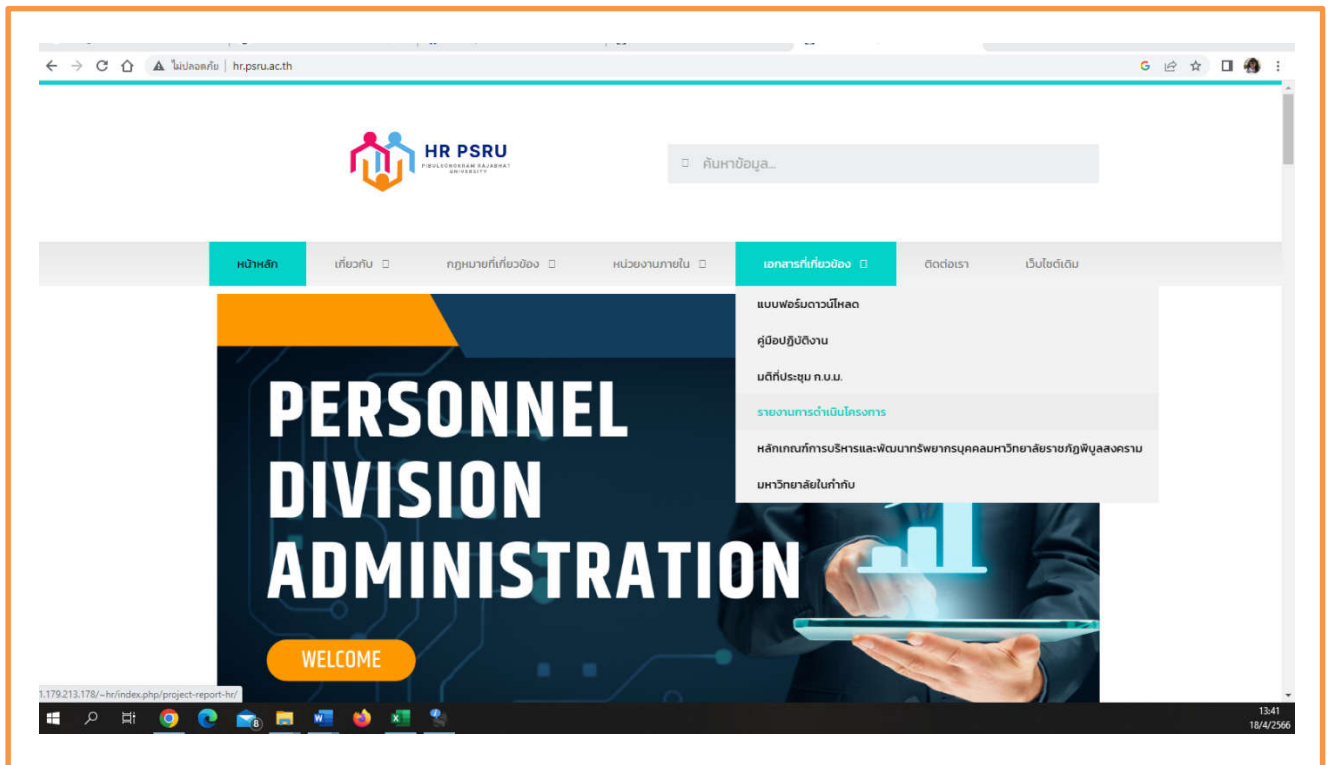 ไม่ปลอดภัย | hr.psru.ac.th
HR PSRU
PIBULSONGKRAM RAJABHAT
UNIVERSITY
ค้นหาข้อมูล...
หน้าหลัก เกี่ยวกับ กฎหมายที่เกี่ยวข้อง หน่วยงานภายใน เอกสารที่เกี่ยวข้อง ติดต่อเรา เว็บไซต์เดิม
แบบฟอร์มดาวน์โหลด
คู่มือปฏิบัติงาน
มติที่ประชุม ก.บ.ม.
รายงานการดำเนินโครงการ
หลักเกณฑ์การบริหารและพัฒนาทรัพยากรบุคคลมหาวิทยาลัยราชภัฏพิบูลสงคราม
มหาวิทยาลัยในกำกับ
PERSONNEL
DIVISION
ADMINISTRATION
WELCOME
1.179.213.178/~hr/index.php/project-report-hr/
8
13:41
18/4/2566